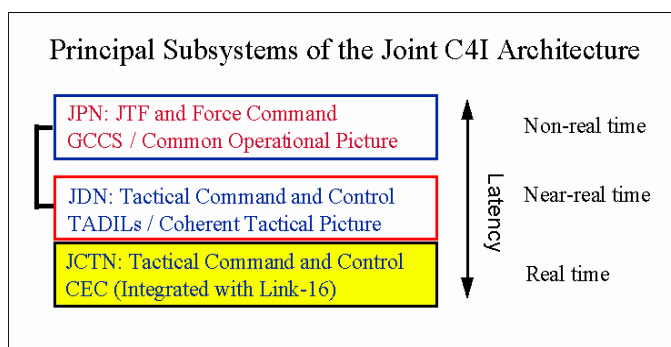 Principal Subsystems of the Joint C4I Architecture
JPN: JTF and Force Command
GCCS / Common Operational Picture
Non-real time
JDN: Tactical Command and Control
TADILs / Coherent Tactical Picture
Near-real time
Latency
JCTN: Tactical Command and Control
CEC (Integrated with Link-16)
Real time